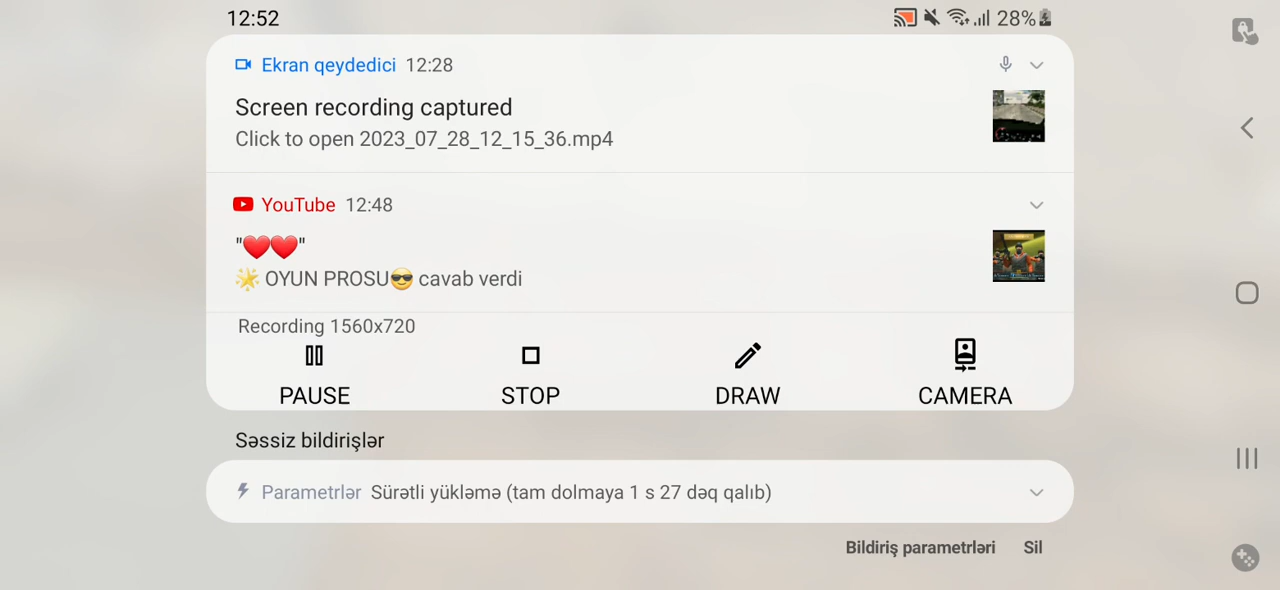 12:52
28%
Ekran qeydedici 12:28
Screen recording captured
Click to open 2023_07_28_12_15_36.mp4
YouTube 12:48
"❤️❤️"
🌟 OYUN PROSU😎 cavab verdi
Recording 1560x720
PAUSE STOP DRAW CAMERA
Səssiz bildirişlər
Parametrlər Sürətli yükləmə (tam dolmaya 1 s 27 dəq qalıb)
Bildiriş parametrləri Sil